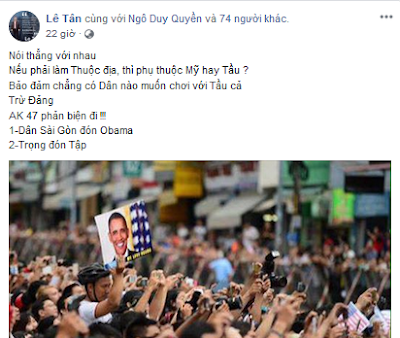 Lê Tân cùng với Ngô Duy Quyền và 74 người khác.
22 giờ ·
Nói thẳng với nhau
Nếu phải làm Thuộc địa, thì phụ thuộc Mỹ hay Tầu ?
Bảo đảm chẳng có Dân nào muốn chơi với Tầu cả
Trừ Đảng
AK 47 phản biện đi‼
1-Dân Sài Gòn đón Obama
2-Trọng đón Tập